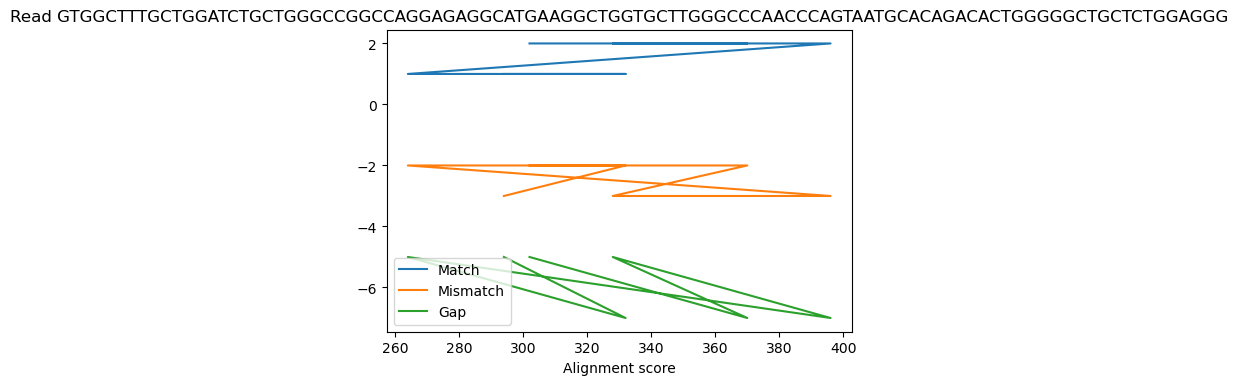 Read GTGGCTTTGCTGGATCTGCTGGGCCGGCCAGGAGAGGCATGAAGGCTGGTGCTTGGGCCCAACCCAGTAATGCACAGACACTGGGGGCTGCTCTGGAGGG
2
0
−2
−4
−6
Match
Mismatch
Gap
260 280 300 320 340 360 380 400
Alignment score